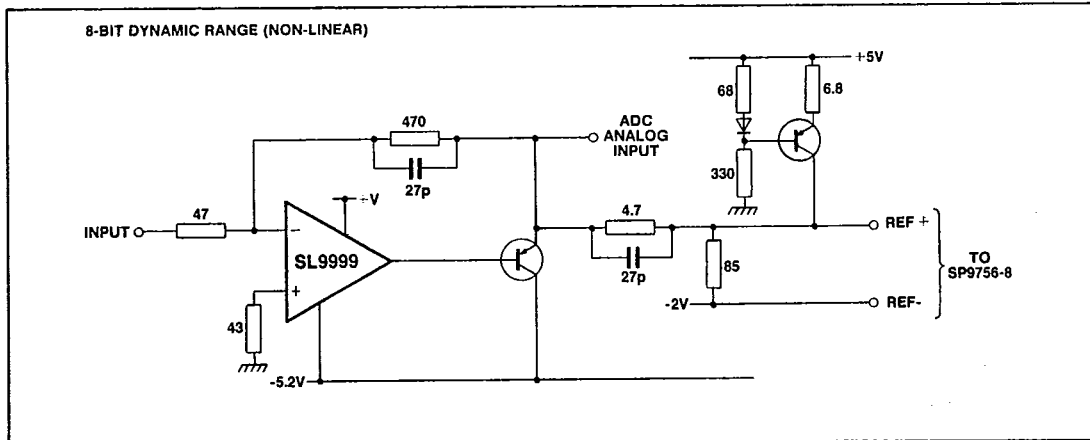 8-BIT DYNAMIC RANGE (NON-LINEAR)
+5V
68
6.8
470
ADC
ANALOG
INPUT
27p
330
+V
47
4.7
INPUT
−
REF +
SL9999
TO
SP9756-8
27p
85
+
-2V
REF-
43
-5.2V